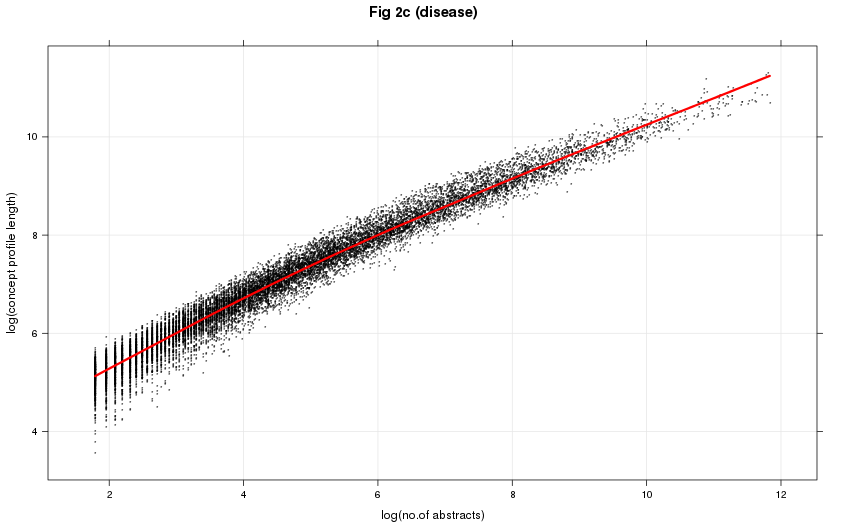 Fig 2c (disease)
log(concept profile length)
10
8
6
4
2 4 6 8 10 12
log(no.of abstracts)